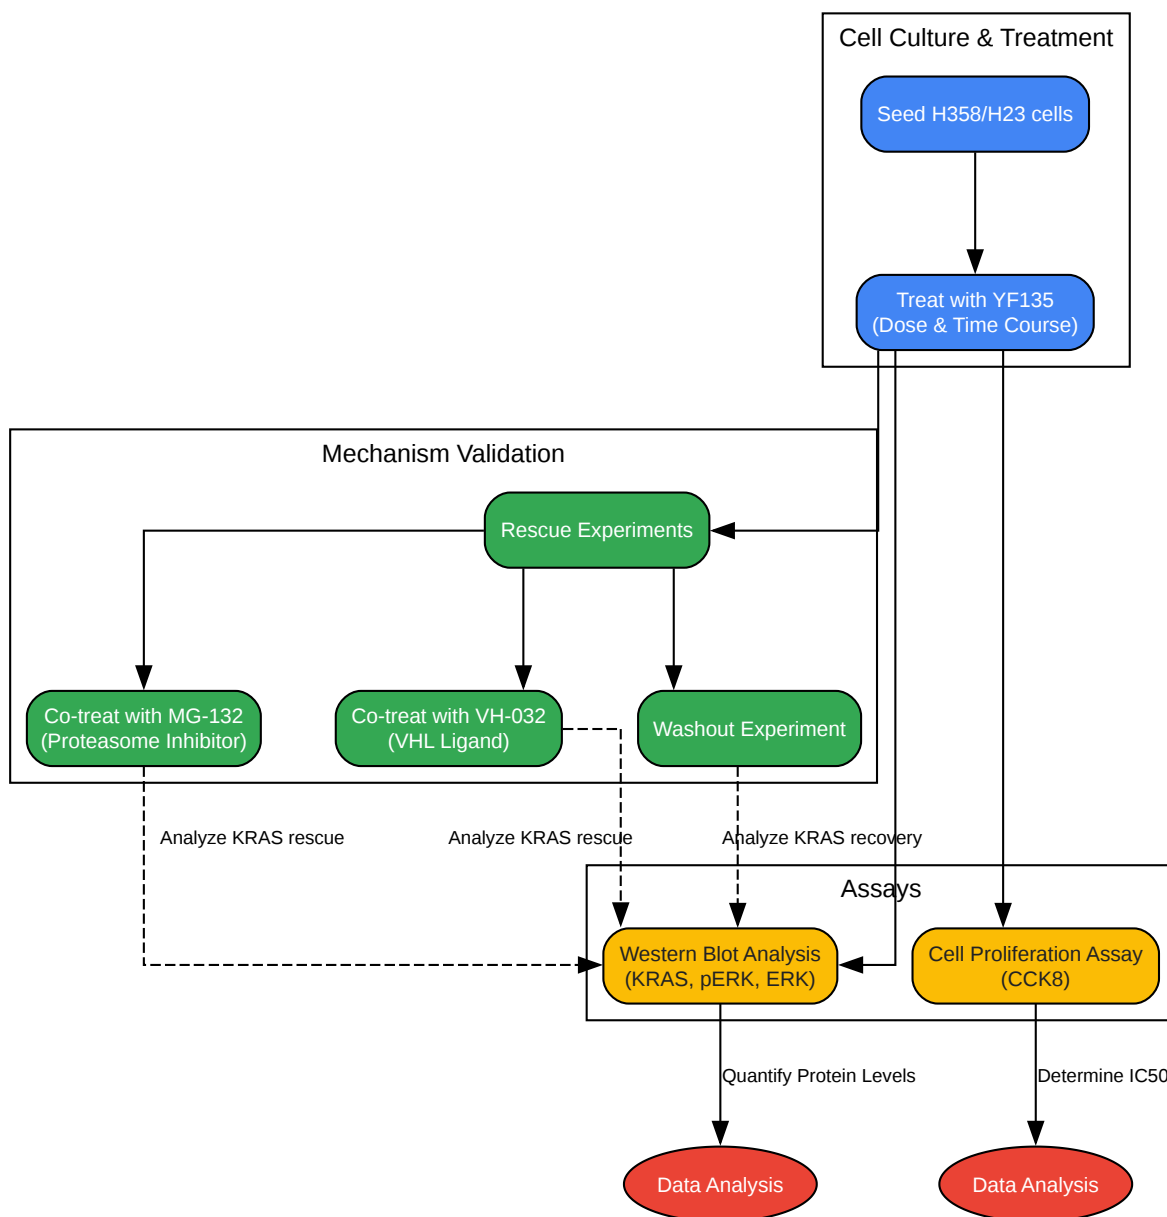 Cell Culture & Treatment
Seed H358/H23 cells
Treat with YF135
(Dose & Time Course)
Mechanism Validation
Rescue Experiments
Co-treat with MG-132
(Proteasome Inhibitor)
Co-treat with VH-032
(VHL Ligand)
Washout Experiment
Analyze KRAS rescue
Analyze KRAS rescue
Analyze KRAS recovery
Assays
Western Blot Analysis
(KRAS, pERK, ERK)
Cell Proliferation Assay
(CCK8)
Quantify Protein Levels
Determine IC50
Data Analysis
Data Analysis